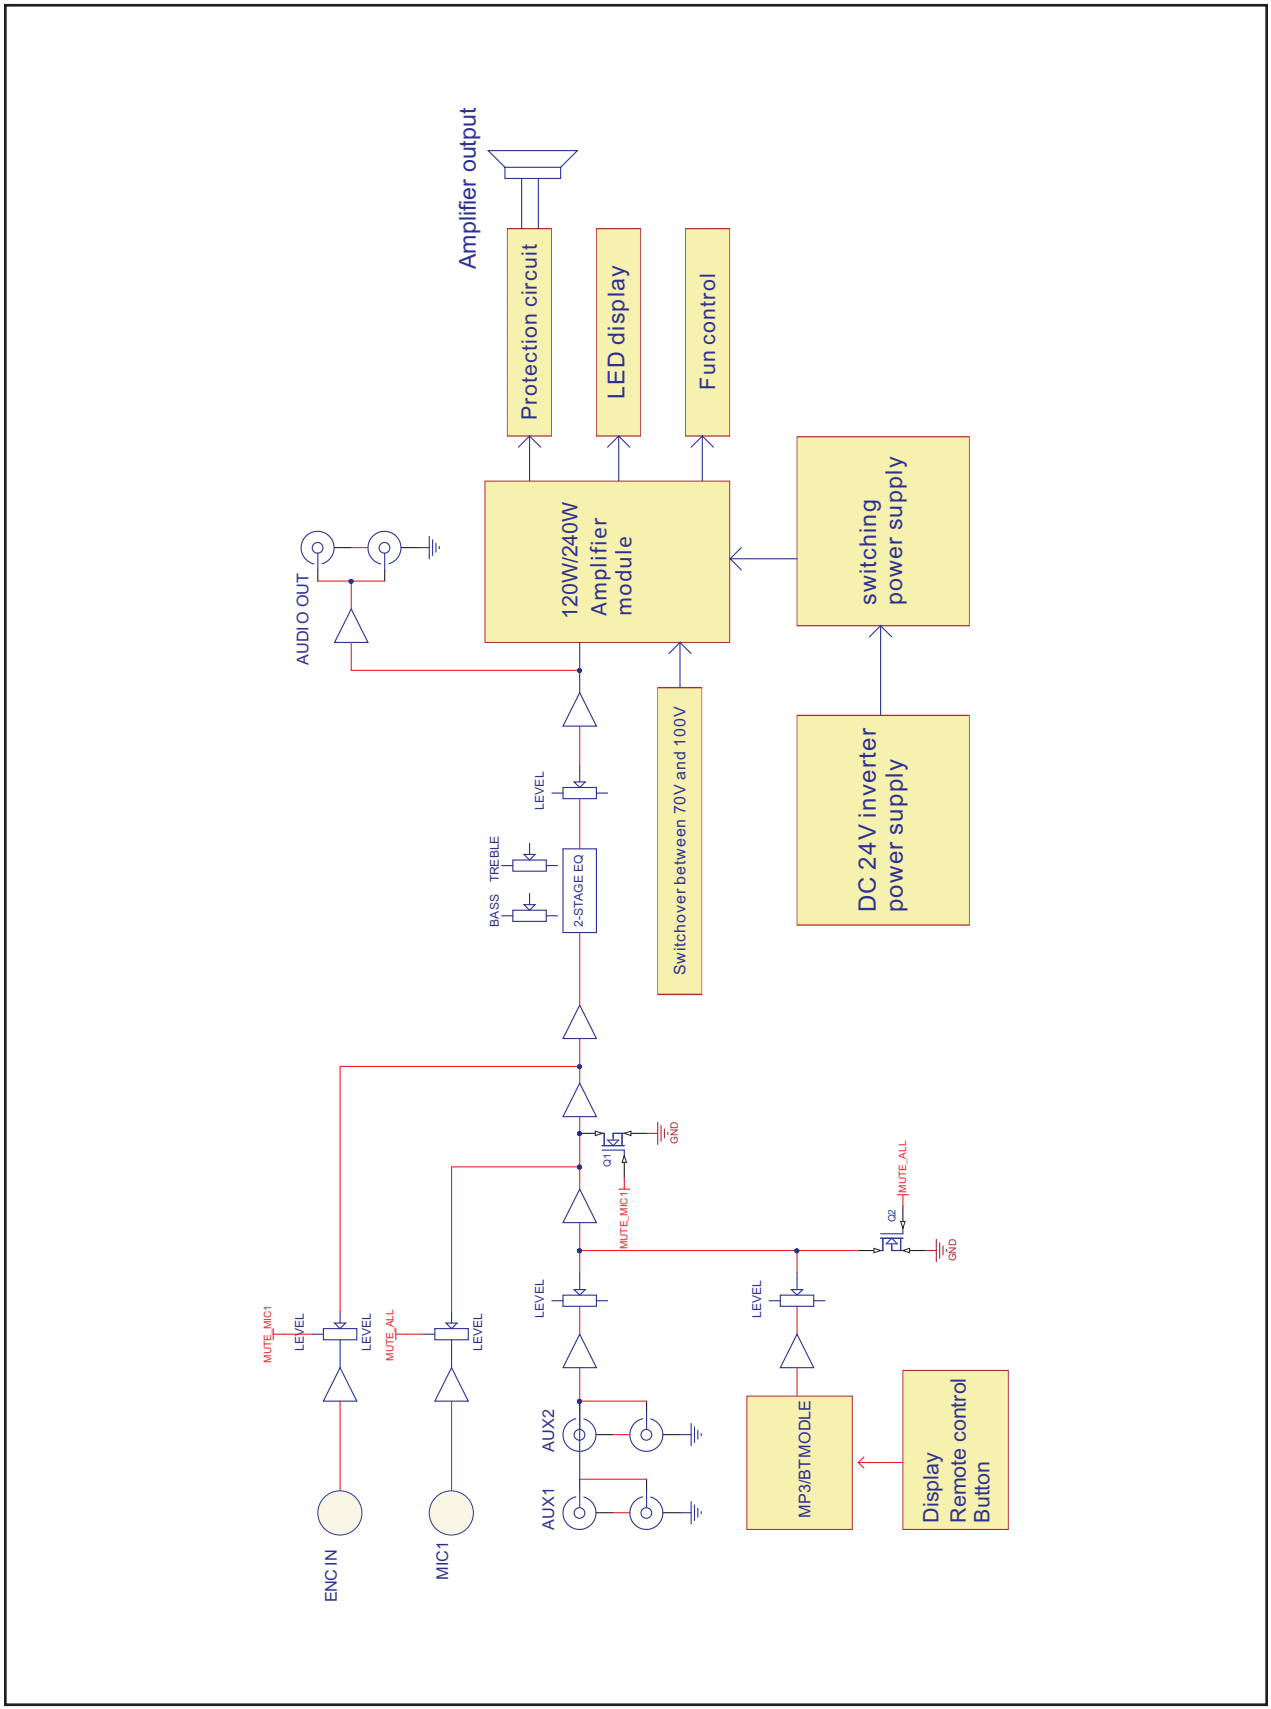 ENC IN
MUTE_MIC1
LEVEL
LEVEL
MIC1
MUTE_ALL
LEVEL
AUX1
AUX2
LEVEL
MP3/BTMODLE
LEVEL
Display
Remote control
Button
MUTE_MIC1
Q1
GND
Q2
MUTE_ALL
GND
BASS
TREBLE
2-STAGE EQ
LEVEL
AUDIO OUT
Switchover between 70V and 100V
120W/240W
Amplifier
module
DC 24V inverter
power supply
switching
power supply
Protection circuit
LED display
Fun control
Amplifier output